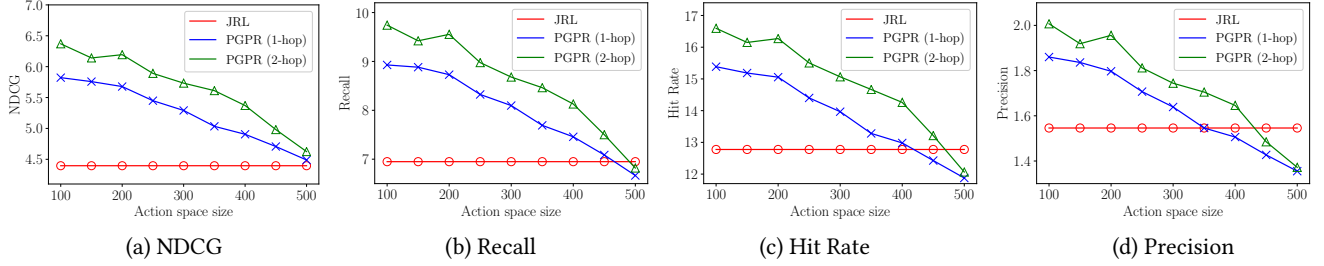 7.0
6.5
6.0
5.5
5.0
4.5
NDCG
100 200 300 400 500
Action space size
JRL
PGPR (1-hop)
PGPR (2-hop)
(a) NDCG
10
9
8
7
Recall
100 200 300 400 500
Action space size
JRL
PGPR (1-hop)
PGPR (2-hop)
(b) Recall
18
17
16
15
14
13
12
Hit Rate
100 200 300 400 500
Action space size
JRL
PGPR (1-hop)
PGPR (2-hop)
(c) Hit Rate
2.0
1.8
1.6
1.4
Precision
100 200 300 400 500
Action space size
JRL
PGPR (1-hop)
PGPR (2-hop)
(d) Precision